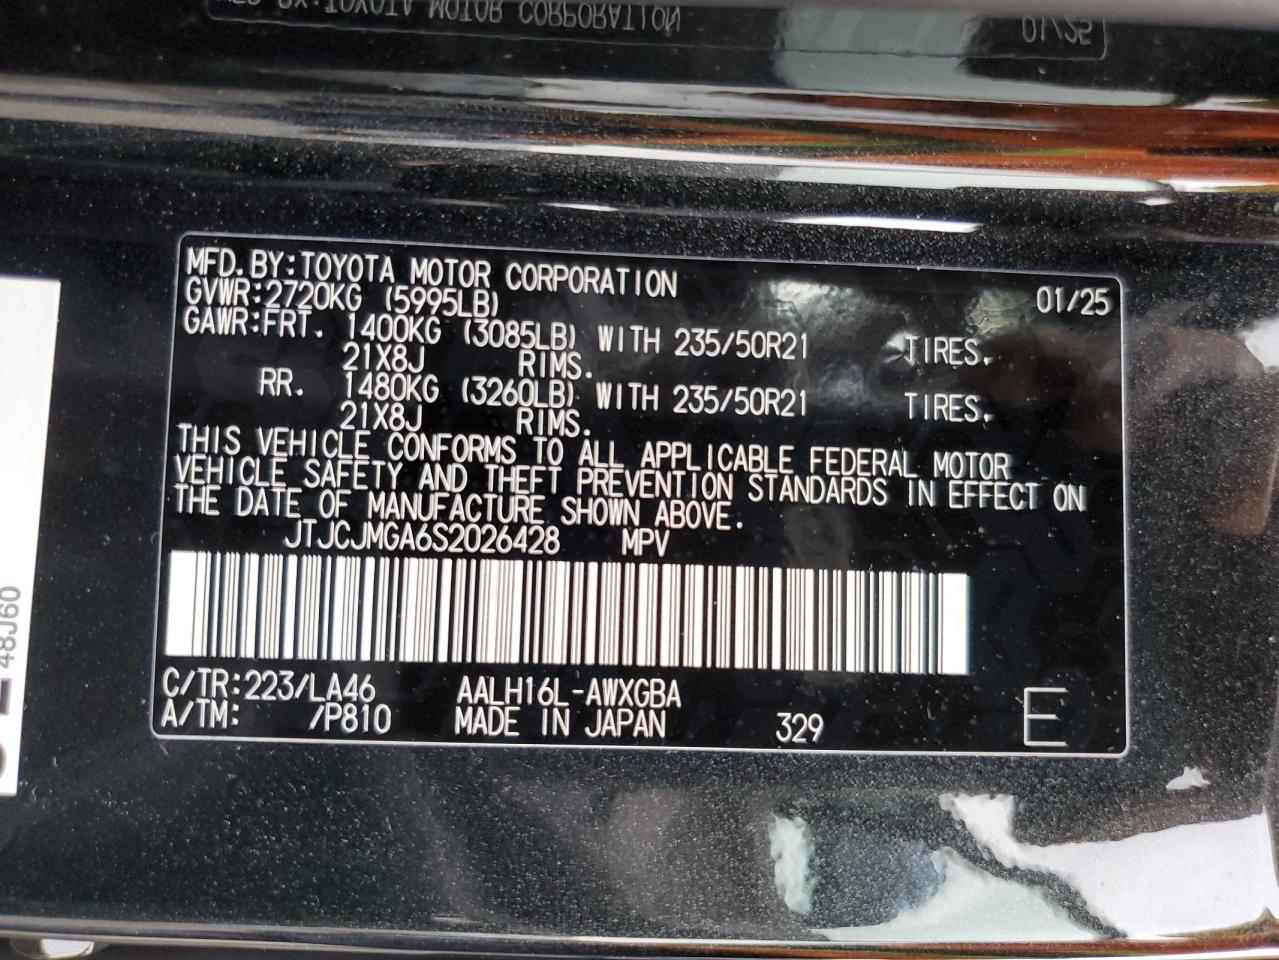 MFD.BY:TOYOTA MOTOR CORPORATION 01/25
GVWR:2720KG (5995LB)
GAWR:FRT. 1400KG (3085LB) WITH 235/50R21 TIRES.
21X8J RIMS.
RR. 1480KG (3260LB) WITH 235/50R21 TIRES.
21X8J RIMS.
THIS VEHICLE CONFORMS TO ALL APPLICABLE FEDERAL MOTOR
VEHICLE SAFETY AND THEFT PREVENTION STANDARDS IN EFFECT ON
THE DATE OF MANUFACTURE SHOWN ABOVE.
JTJCJMGA6S2026428 MPV
C/TR:223/LA46 AALH16L-AWXGBA
A/TM: /P810 MADE IN JAPAN 329 E
48J60